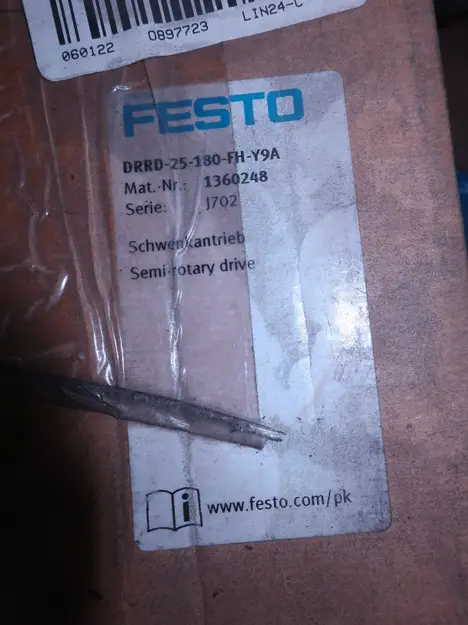 060122 0897723 LIN24-C
FESTO
DRRD-25-180-FH-Y9A
Mat.-Nr.: 1360248
Serie: J702
Schwenkantrieb
Semi-rotary drive
www.festo.com/pk